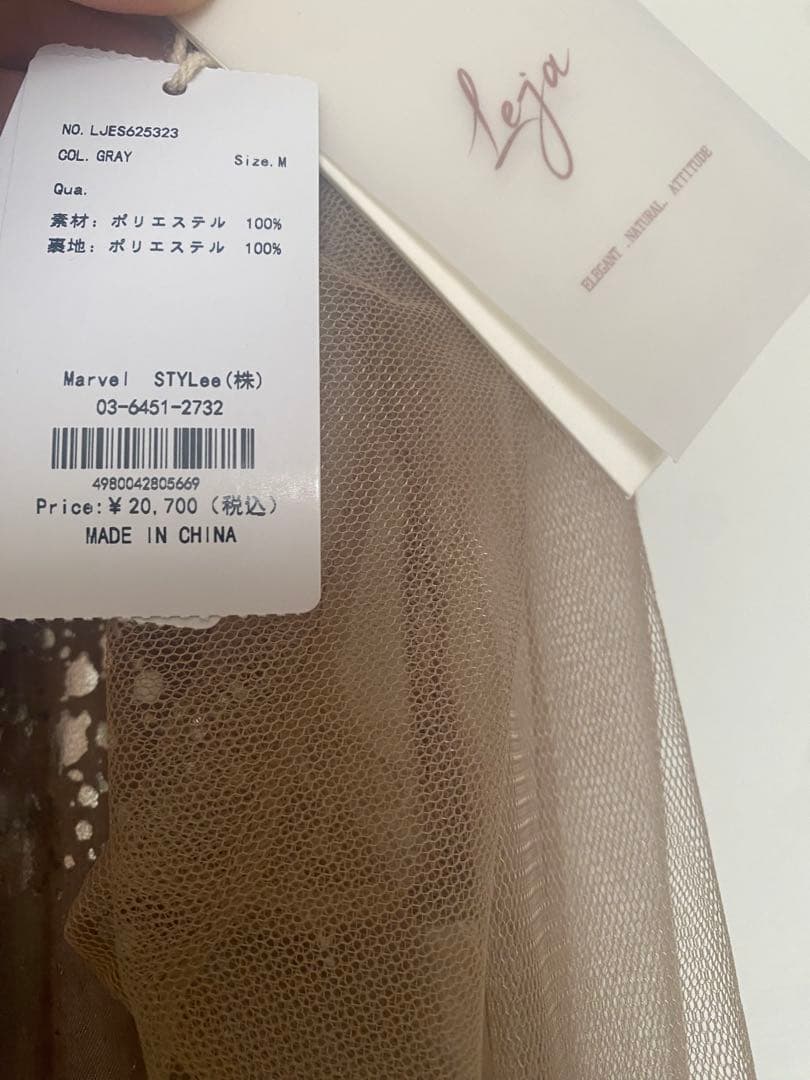 NO. LJES625323
COL. GRAY Size. M
Qua.
素材: ポリエステル 100%
裏地: ポリエステル 100%
Marvel STYLee(株)
03-6451-2732
4980042805669
Price:¥20,700 (税込)
MADE IN CHINA
Leja
ELEGANT .NATURAL. ATTITUDE